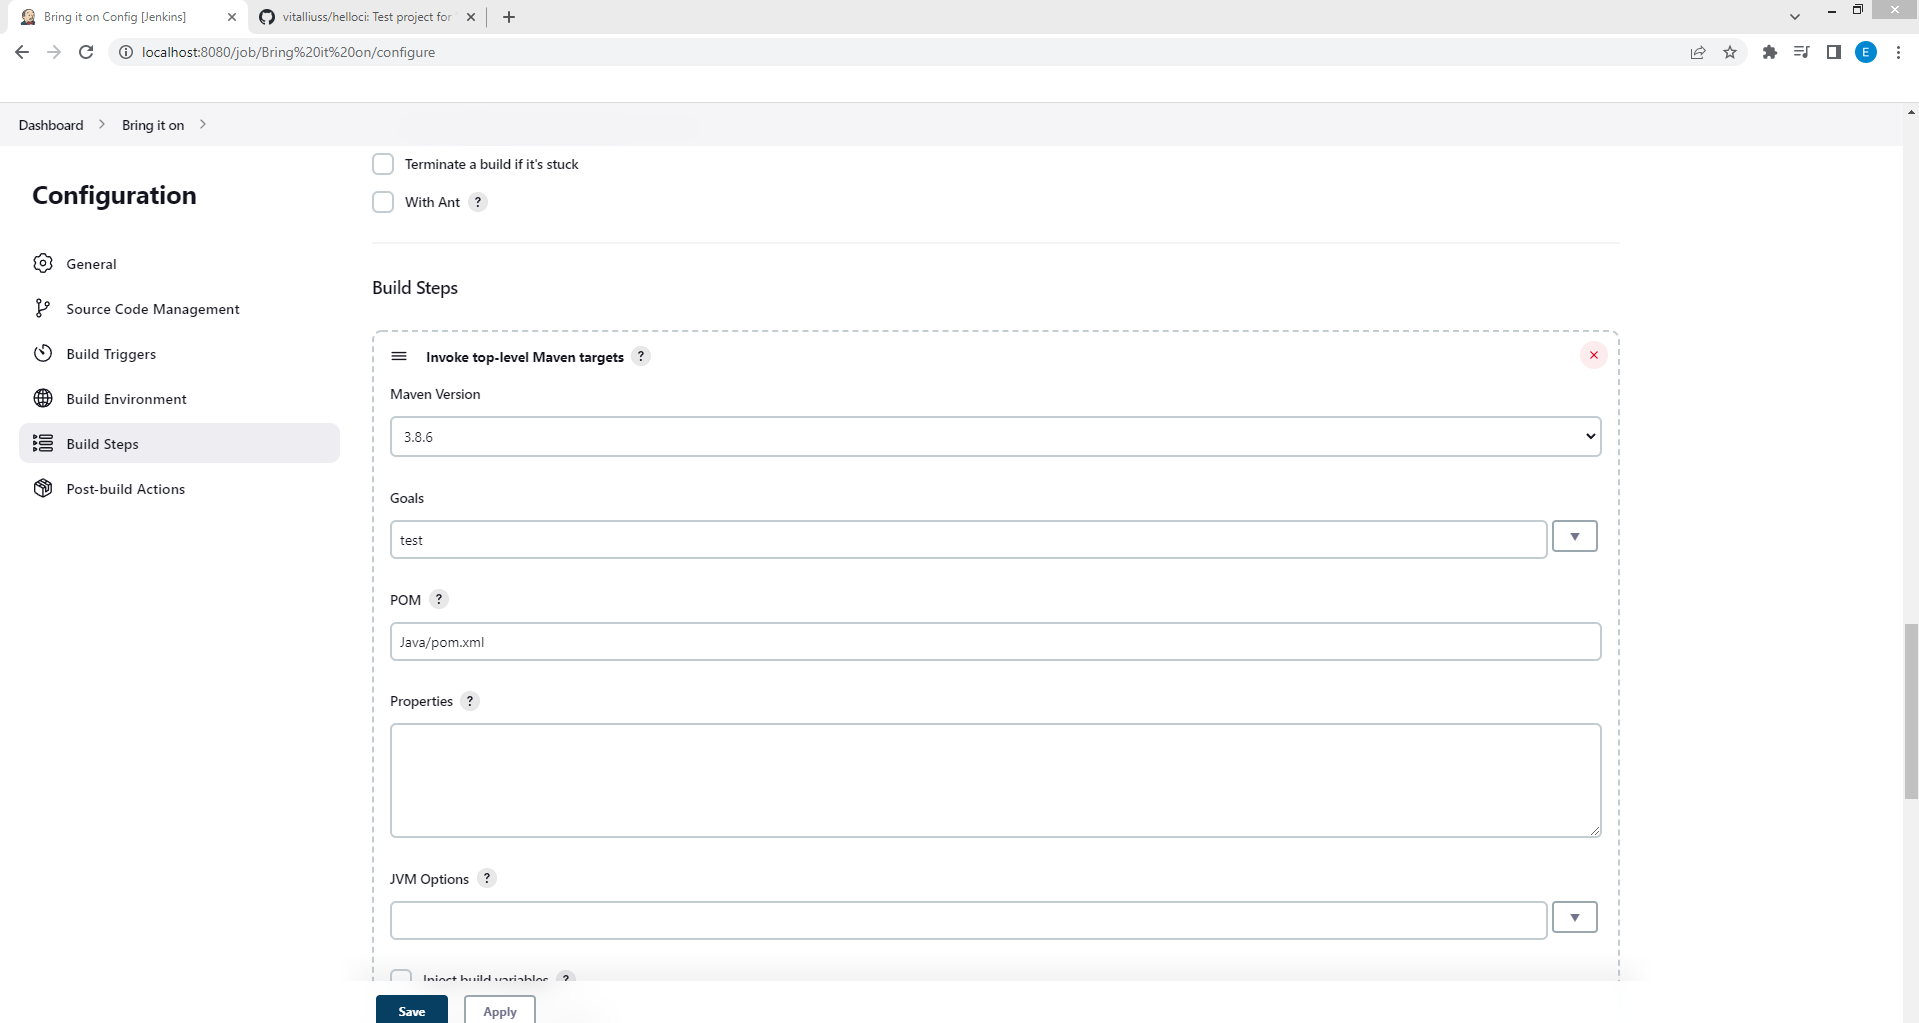 Bring it on Config [Jenkins]
vitalliuss/helloci: Test project for
localhost:8080/job/Bring%20it%20on/configure
E
Dashboard
Bring it on
Configuration
General
Source Code Management
Build Triggers
Build Environment
Build Steps
Post-build Actions
Terminate a build if it's stuck
With Ant ?
Build Steps
Invoke top-level Maven targets ?
Maven Version
3.8.6
Goals
test
POM ?
Java/pom.xml
Properties ?
JVM Options ?
Inject build variables ?
Save
Apply